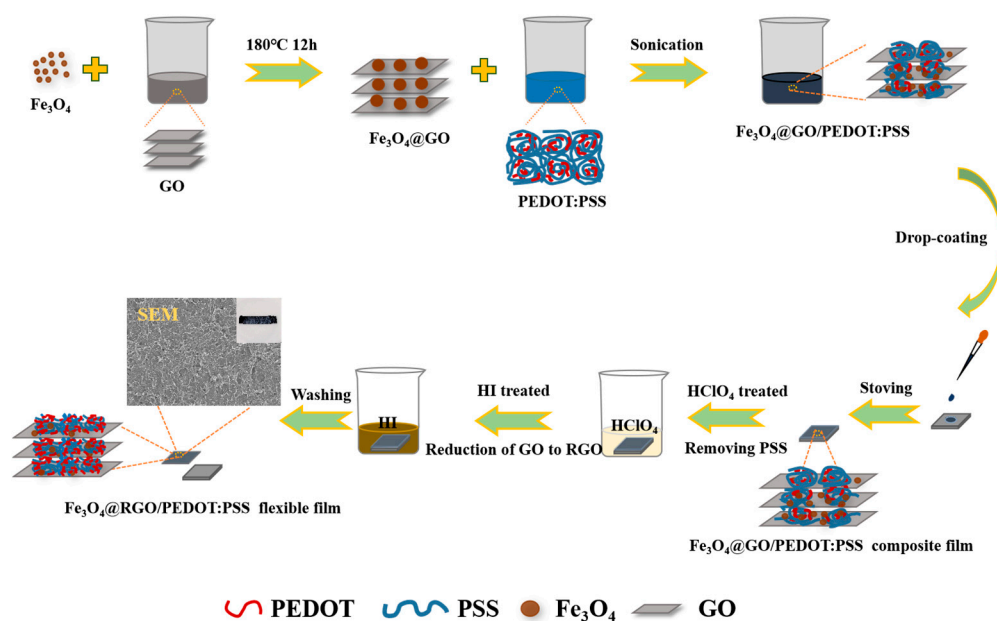 180℃ 12h
Sonication
Fe₃O₄
GO
Fe₃O₄@GO
PEDOT:PSS
Fe₃O₄@GO/PEDOT:PSS
Drop-coating
Stoving
HClO₄ treated
Removing PSS
Fe₃O₄@GO/PEDOT:PSS composite film
HClO₄
HI treated
Reduction of GO to RGO
HI
Washing
SEM
Fe₃O₄@RGO/PEDOT:PSS flexible film
PEDOT PSS Fe₃O₄ GO